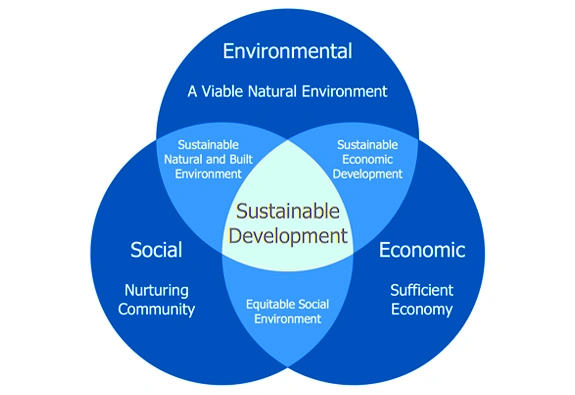 Environmental
A Viable Natural Environment
Sustainable
Natural and Built
Environment
Sustainable
Economic
Development
Sustainable
Development
Social
Nurturing
Community
Economic
Sufficient
Economy
Equitable Social
Environment